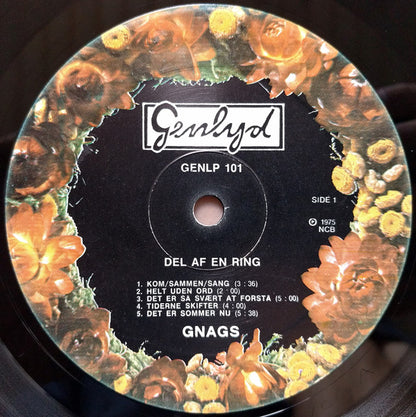 Genlyd
GENLP 101
SIDE 1
℗ 1975
NCB
DEL AF EN RING
1. KOM/SAMMEN/SANG (3:36)
2. HELT UDEN ORD (2:00)
3. DET ER SA SVÆRT AT FORSTA (5:00)
4. TIDERNE SKIFTER (4:00)
5. DET ER SOMMER NU (5:38)
GNAGS